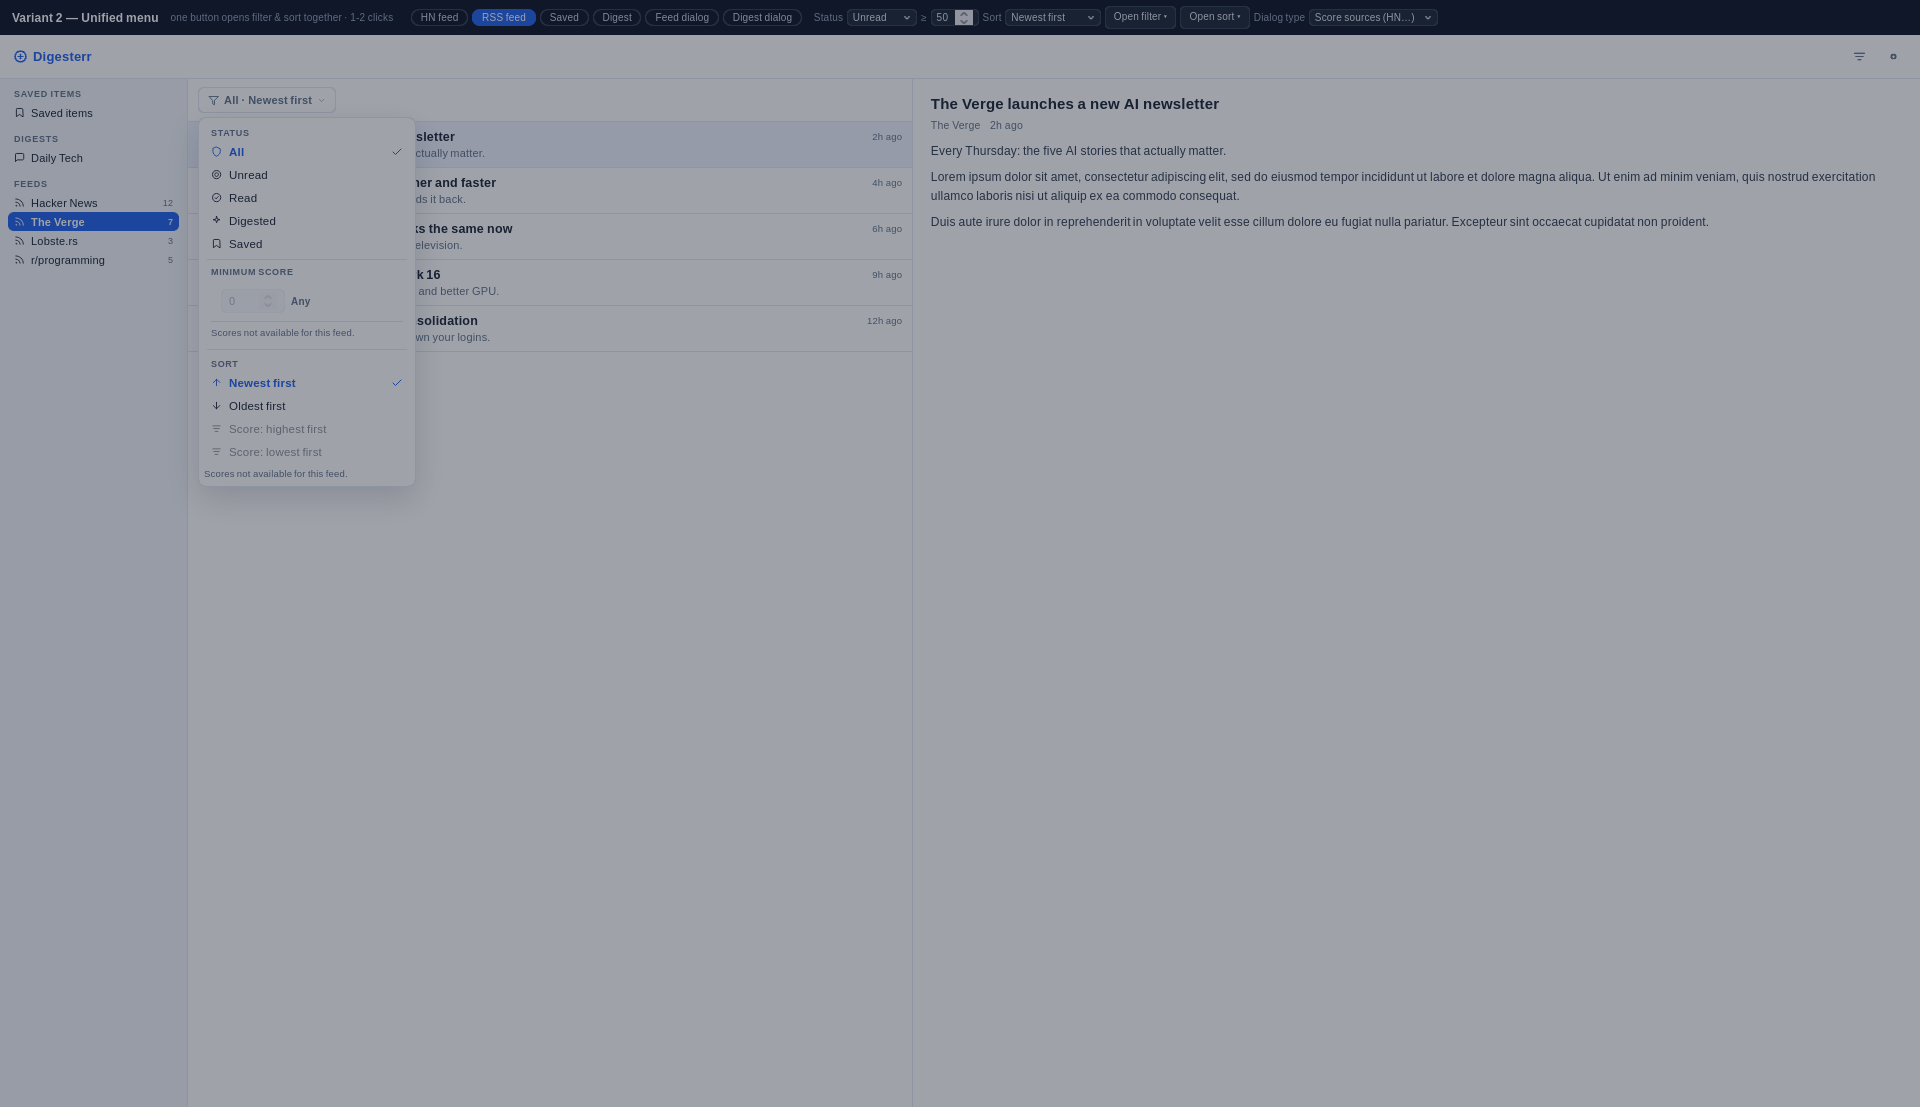 Variant 2 — Unified menu one button opens filter & sort together · 1-2 clicks HN feed RSS feed Saved Digest Feed dialog Digest dialog Status Unread ≥ 50 Sort Newest first Open filter Open sort Dialog type Score sources (HN…)
Digesterr
SAVED ITEMS
Saved items
DIGESTS
Daily Tech
FEEDS
Hacker News 12
The Verge 7
Lobste.rs 3
r/programming 5
All · Newest first
STATUS
All
Unread
Read
Digested
Saved
MINIMUM SCORE
0 Any
Scores not available for this feed.
SORT
Newest first
Oldest first
Score: highest first
Score: lowest first
Scores not available for this feed.
sletter 2h ago
ctually matter.
ner and faster 4h ago
ds it back.
ks the same now 6h ago
elevision.
k 16 9h ago
and better GPU.
solidation 12h ago
wn your logins.
The Verge launches a new AI newsletter
The Verge 2h ago
Every Thursday: the five AI stories that actually matter.
Lorem ipsum dolor sit amet, consectetur adipiscing elit, sed do eiusmod tempor incididunt ut labore et dolore magna aliqua. Ut enim ad minim veniam, quis nostrud exercitation
ullamco laboris nisi ut aliquip ex ea commodo consequat.
Duis aute irure dolor in reprehenderit in voluptate velit esse cillum dolore eu fugiat nulla pariatur. Excepteur sint occaecat cupidatat non proident.